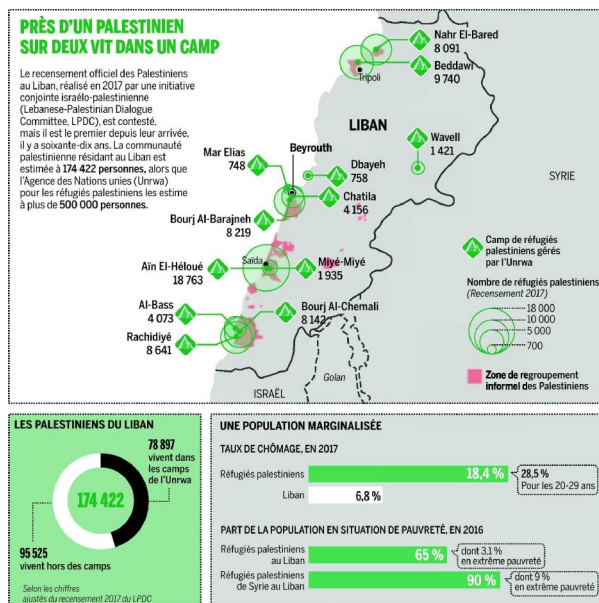 PRÈS D'UN PALESTINIEN
SUR DEUX VIT DANS UN CAMP
Le recensement officiel des Palestiniens
au Liban, réalisé en 2017 par une initiative
conjointe israélo-palestinienne
(Lebanese-Palestinian Dialogue
Committee, LPDC), est contesté,
mais il est le premier depuis leur arrivée,
il y a soixante-dix ans. La communauté
palestinienne résidant au Liban est
estimée à 174 422 personnes, alors que
l'Agence des Nations unies (Unrwa)
pour les réfugiés palestiniens les estime
à plus de 500 000 personnes.
Nahr El-Bared
8 091
Beddawi
9 740
Tripoli
LIBAN
Wavell
1 421
SYRIE
Mar Elias
748
Beyrouth
Dbayeh
758
Chatila
4 156
Bourj Al-Barajneh
8 219
Aïn El-Héloué
18 763
Saïda
Miyé-Miyé
1 935
Al-Bass
4 073
Bourj Al-Chemali
8 142
Rachidiyé
8 641
ISRAËL
Golan
Camp de réfugiés
palestiniens gérés
par l'Unrwa
Nombre de réfugiés palestiniens
(Recensement 2017)
18 000
10 000
5 000
700
Zone de regroupement
informel des Palestiniens
LES PALESTINIENS DU LIBAN
78 897
vivent dans
les camps
de l'Unrwa
174 422
95 525
vivent hors des camps
Selon les chiffres
ajustés du recensement 2017 du LPDC
UNE POPULATION MARGINALISÉE
TAUX DE CHÔMAGE, EN 2017
Réfugiés palestiniens
18,4 %
28,5 %
Pour les 20-29 ans
Liban
6,8 %
PART DE LA POPULATION EN SITUATION DE PAUVRETÉ, EN 2016
Réfugiés palestiniens
au Liban
65 %
dont 3,1 %
en extrême pauvreté
Réfugiés palestiniens
de Syrie au Liban
90 %
dont 9 %
en extrême pauvreté